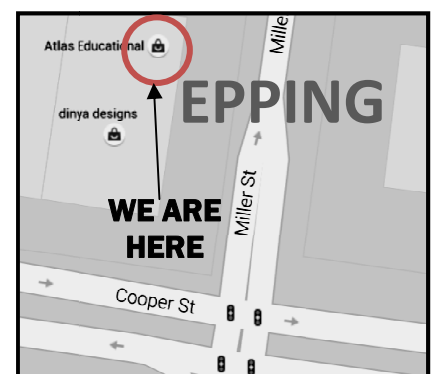 Mille
Atlas Educational
EPPING
dinya designs
Miller St
WE ARE
HERE
Cooper St